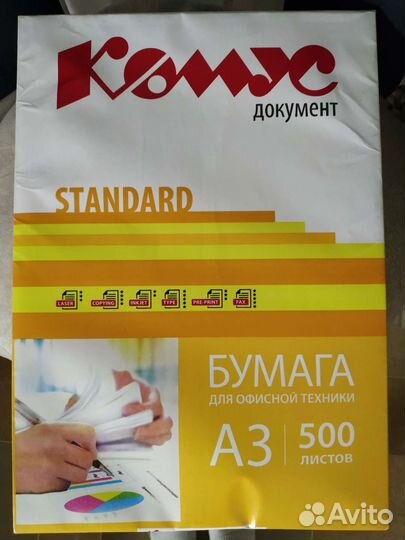 Комус
документ
STANDARD
LASER COPYING INKJET TYPE PRE-PRINT FAX
БУМАГА
ДЛЯ ОФИСНОЙ ТЕХНИКИ
А3 500
ЛИСТОВ
Avito